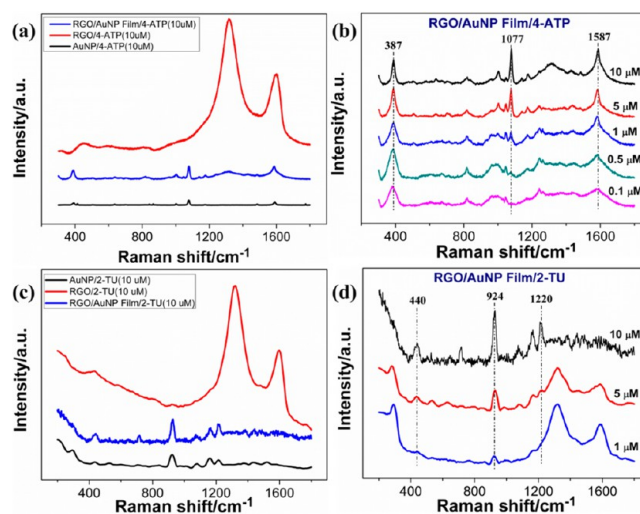 (a)
RGO/AuNP Film/4-ATP(10uM)
RGO/4-ATP(10uM)
AuNP/4-ATP(10uM)
Intensity/a.u.
400 800 1200 1600
Raman shift/cm-1
(b)
RGO/AuNP Film/4-ATP
387 1077 1587
10 μM
5 μM
1 μM
0.5 μM
0.1 μM
Intensity/a.u.
400 800 1200 1600
Raman shift/cm-1
(c)
AuNP/2-TU(10 uM)
RGO/2-TU(10 uM)
RGO/AuNP Film/2-TU(10 uM)
Intensity/a.u.
400 800 1200 1600
Raman shift/cm-1
(d)
RGO/AuNP Film/2-TU
440 924 1220
10 μM
5 μM
1 μM
Intensity/a.u.
400 800 1200 1600
Raman shift/cm-1